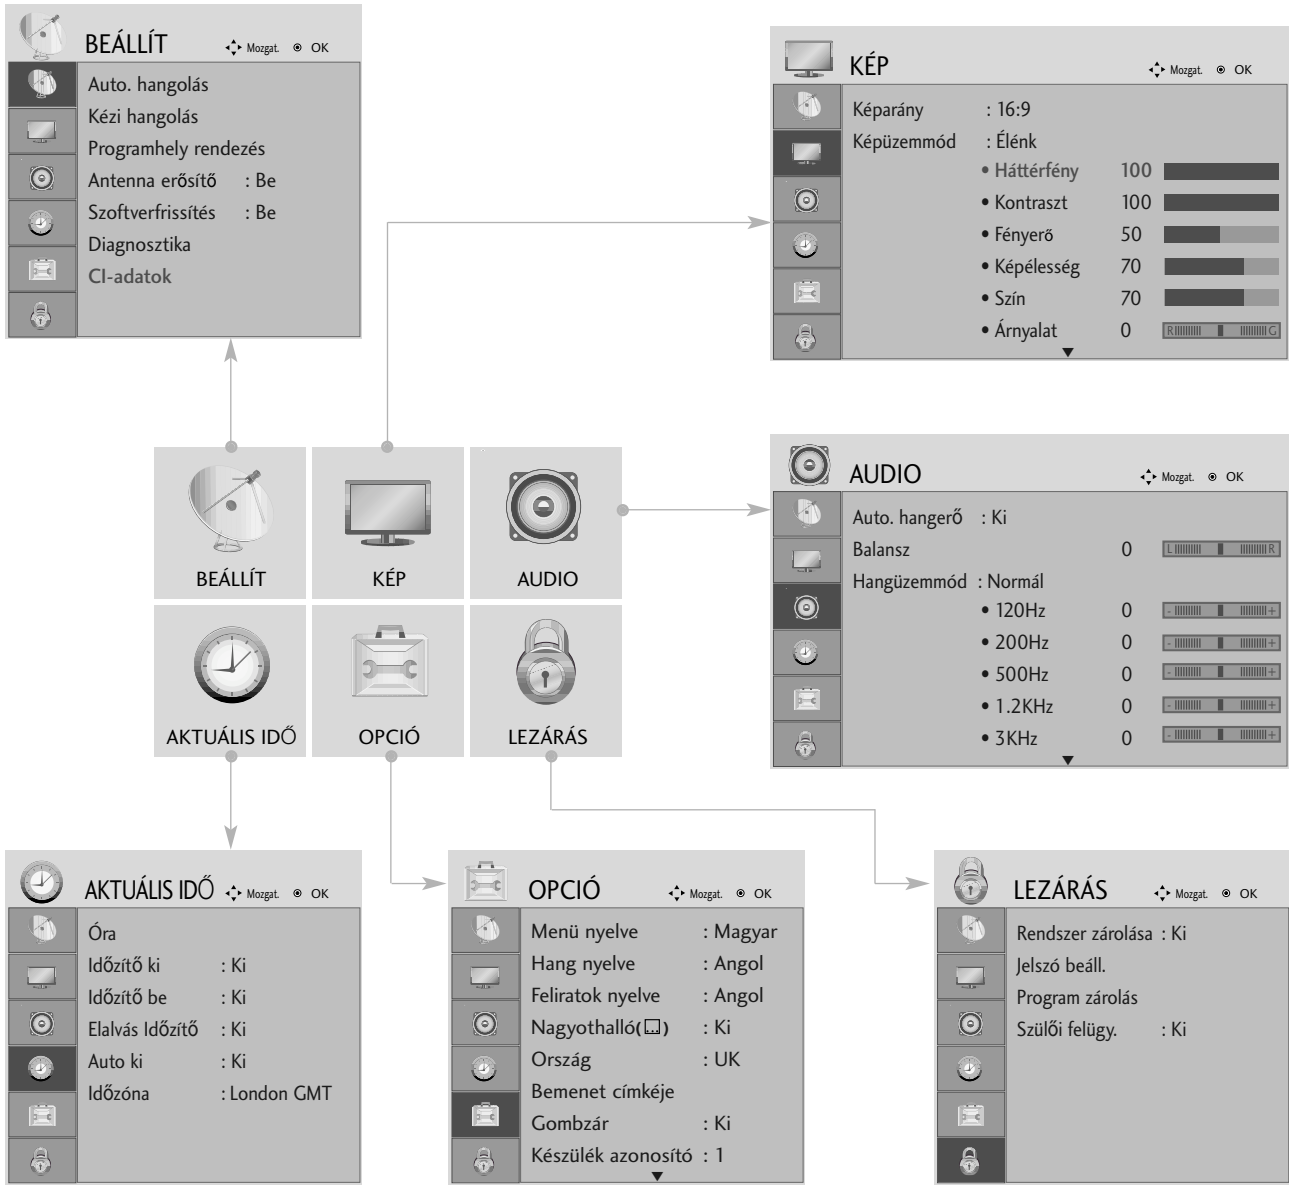 BEÁLLÍT Mozgat. OK
Auto. hangolás
Kézi hangolás
Programhely rendezés
Antenna erősítő : Be
Szoftverfrissítés : Be
Diagnosztika
CI-adatok
KÉP Mozgat. OK
Képarány : 16:9
Képüzemmód : Élénk
• Háttérfény 100
• Kontraszt 100
• Fényerő 50
• Képélesség 70
• Szín 70
• Árnyalat 0 R G
BEÁLLÍT KÉP AUDIO
AKTUÁLIS IDŐ OPCIÓ LEZÁRÁS
AUDIO Mozgat. OK
Auto. hangerő : Ki
Balansz 0 L R
Hangüzemmód : Normál
• 120Hz 0 - +
• 200Hz 0 - +
• 500Hz 0 - +
• 1.2KHz 0 - +
• 3KHz 0 - +
AKTUÁLIS IDŐ Mozgat. OK
Óra
Időzítő ki : Ki
Időzítő be : Ki
Elalvás Időzítő : Ki
Auto ki : Ki
Időzóna : London GMT
OPCIÓ Mozgat. OK
Menü nyelve : Magyar
Hang nyelve : Angol
Feliratok nyelve : Angol
Nagyothalló( ) : Ki
Ország : UK
Bemenet címkéje
Gombzár : Ki
Készülék azonosító : 1
LEZÁRÁS Mozgat. OK
Rendszer zárolása : Ki
Jelszó beáll.
Program zárolás
Szülői felügy. : Ki